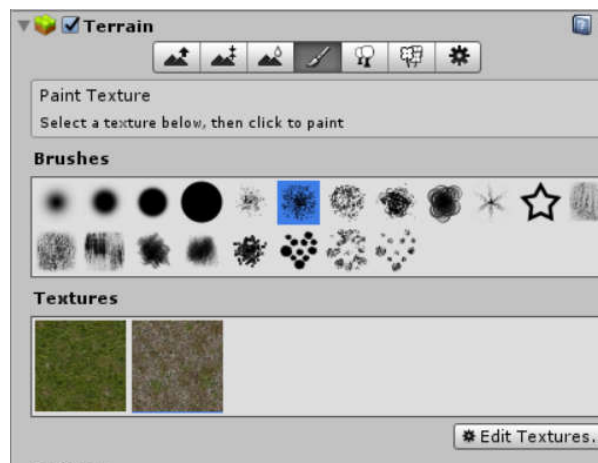 Terrain
Paint Texture
Select a texture below, then click to paint
Brushes
Textures
Edit Textures.